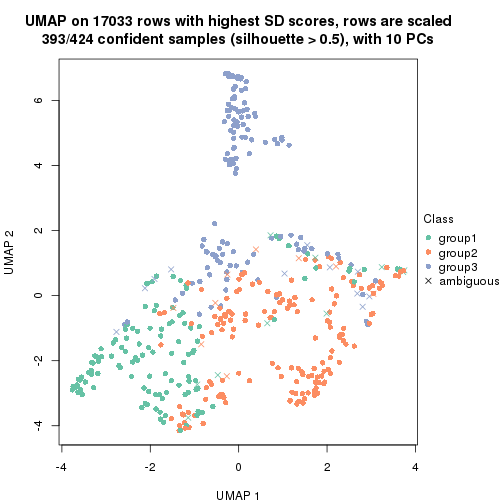 UMAP on 17033 rows with highest SD scores, rows are scaled
393/424 confident samples (silhouette > 0.5), with 10 PCs
6
4
2
0
-2
-4
UMAP 2
-4
-2
0
2
4
UMAP 1
Class
group1
group2
group3
ambiguous